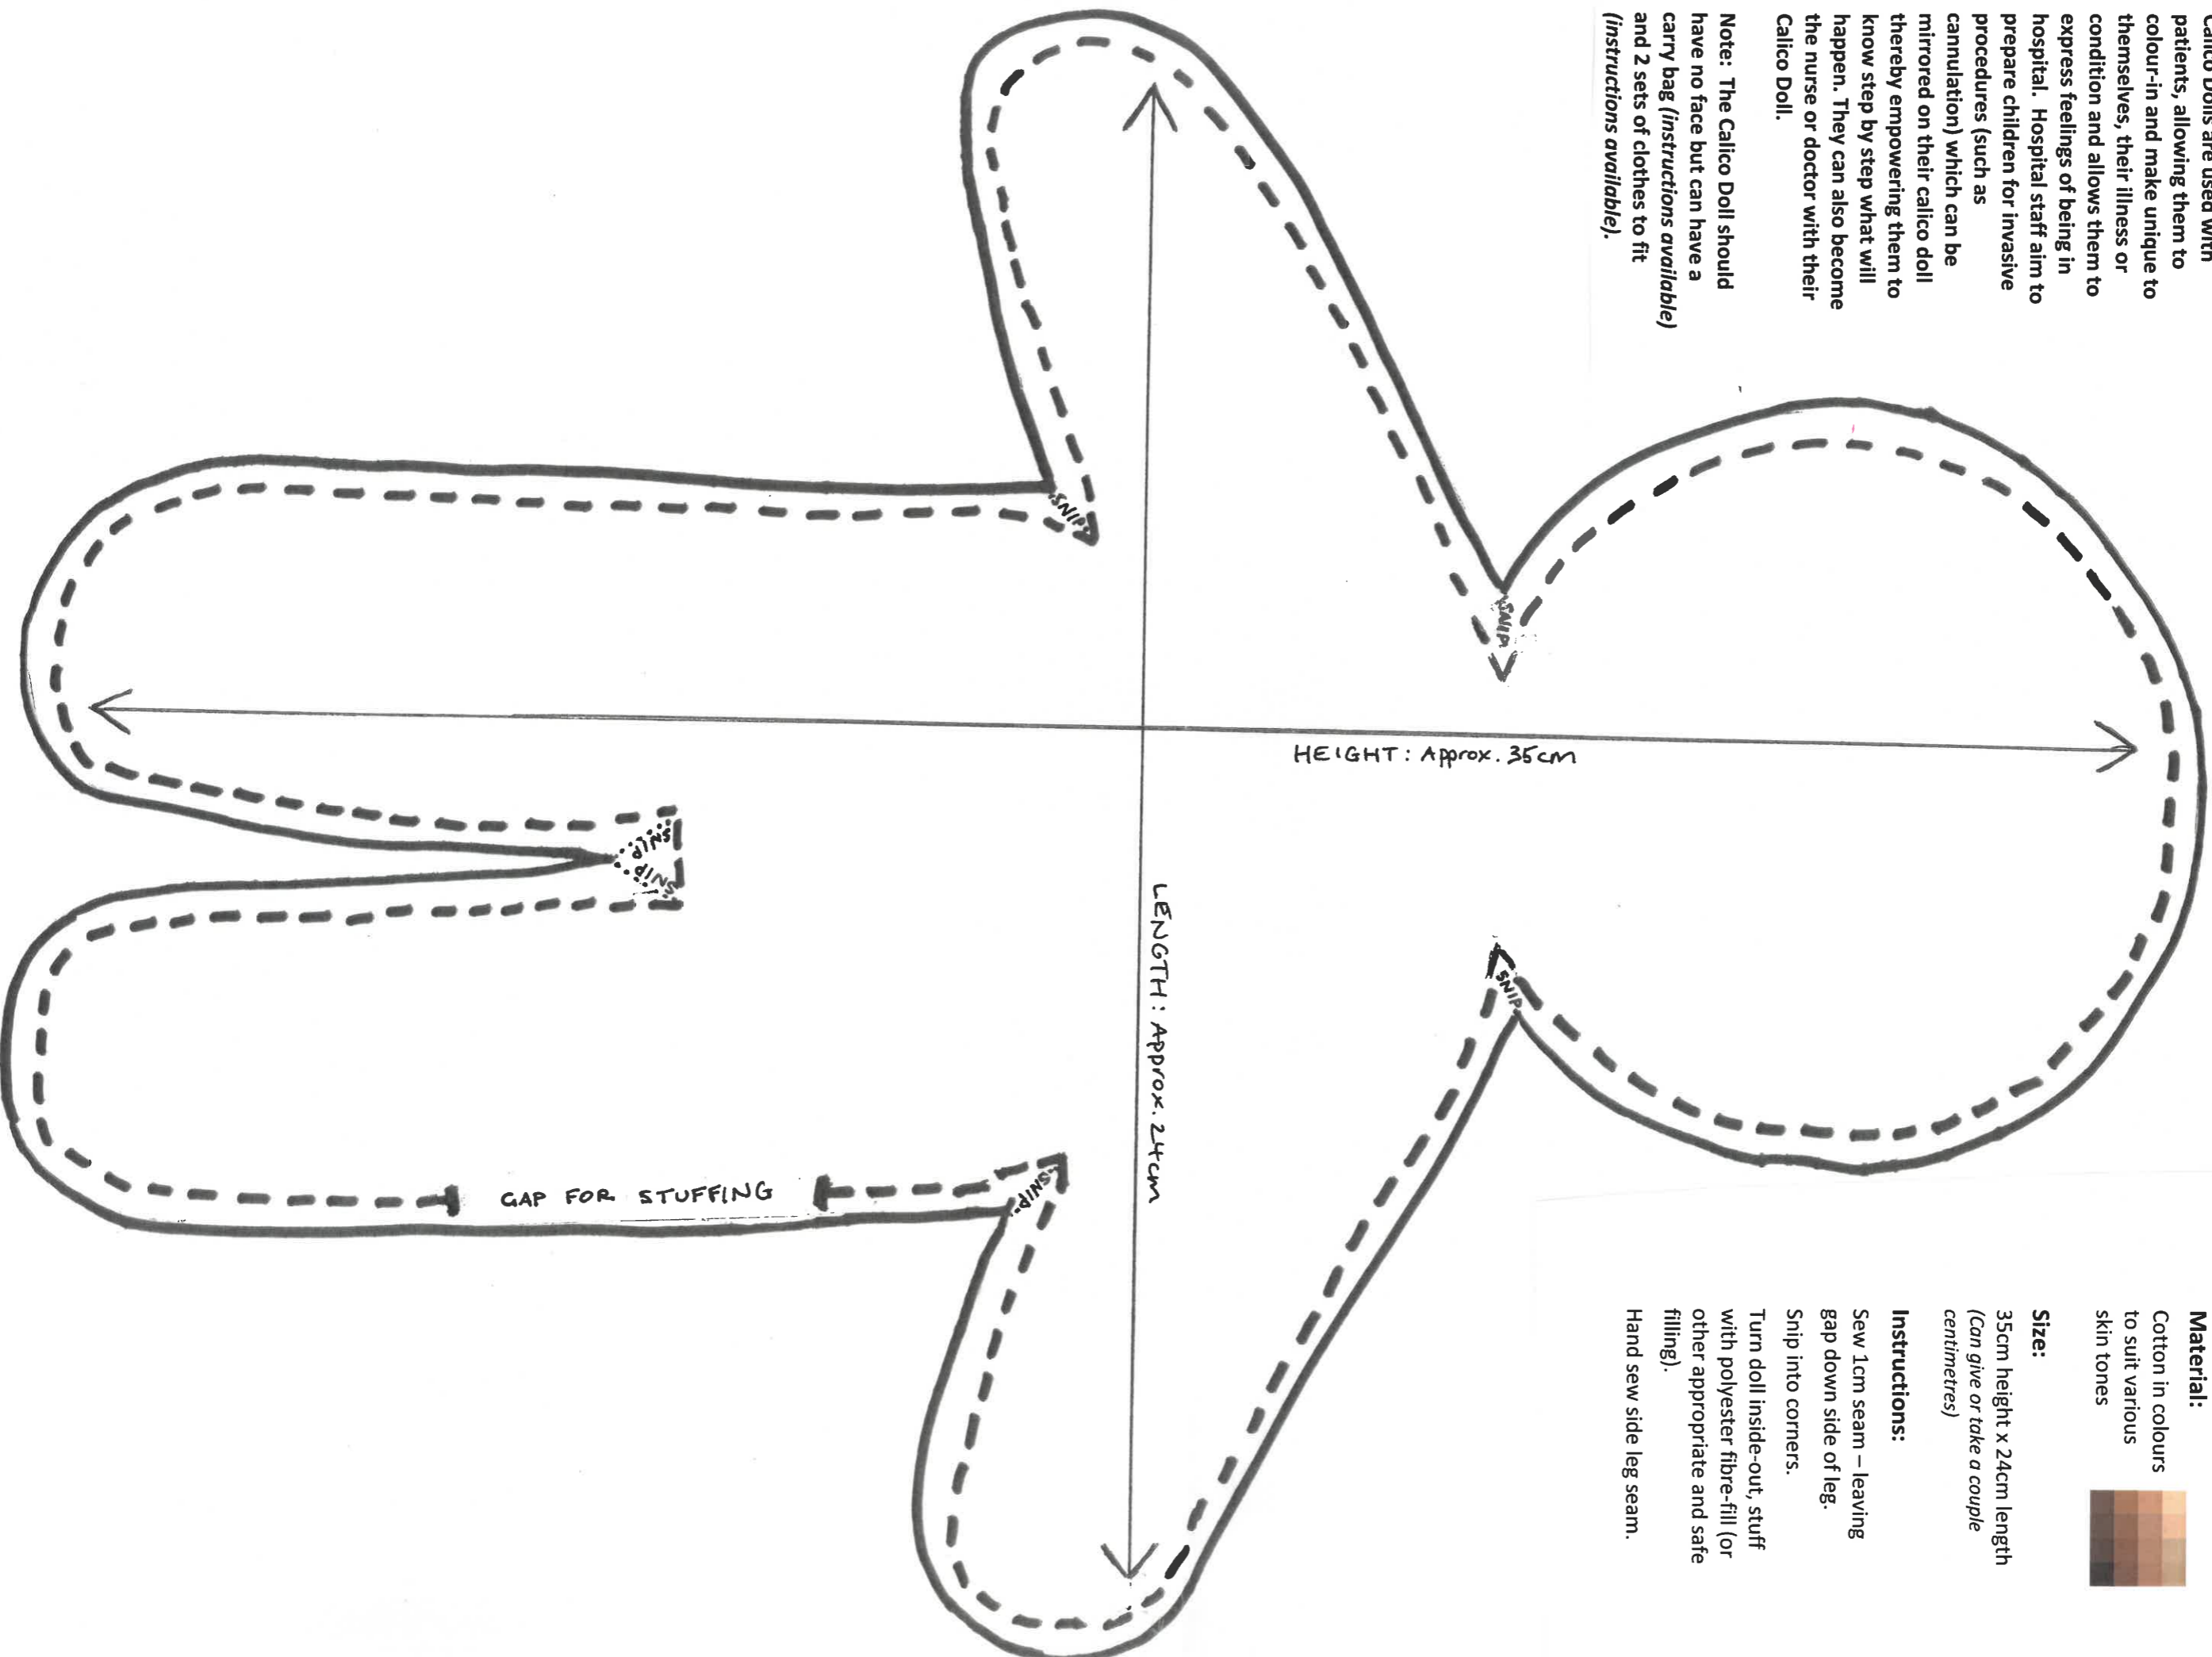 Calico Dolls are used with
patients, allowing them to
colour-in and make unique to
themselves, their illness or
condition and allows them to
express feelings of being in
hospital. Hospital staff aim to
prepare children for invasive
procedures (such as
cannulation) which can be
mirrored on their calico doll
thereby empowering them to
know step by step what will
happen. They can also become
the nurse or doctor with their
Calico Doll.
Note: The Calico Doll should
have no face but can have a
carry bag (instructions available)
and 2 sets of clothes to fit
(instructions available).
Material:
Cotton in colours
to suit various
skin tones
Size:
35cm height x 24cm length
(Can give or take a couple
centimetres)
Instructions:
Sew 1cm seam – leaving
gap down side of leg.
Snip into corners.
Turn doll inside-out, stuff
with polyester fibre-fill (or
other appropriate and safe
filling).
Hand sew side leg seam.
SNIP
SNIP
HEIGHT: Approx. 35cm
SNIP
SNIP
LENGTH: Approx. 24cm
SNIP
SNIP
GAP FOR STUFFING